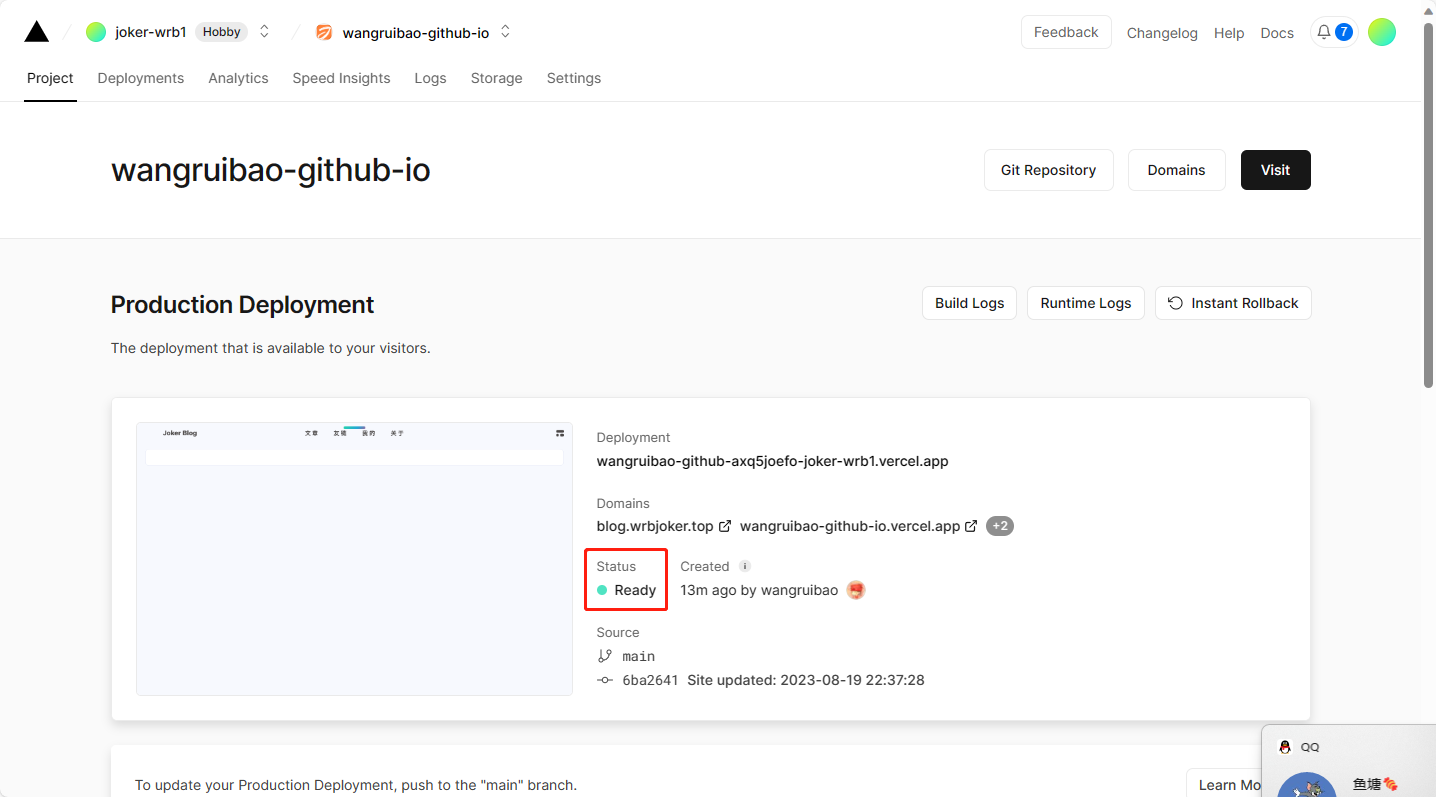 joker-wrb1 Hobby wangruibao-github-io Feedback Changelog Help Docs 7
Project Deployments Analytics Speed Insights Logs Storage Settings
wangruibao-github-io Git Repository Domains Visit
Production Deployment Build Logs Runtime Logs Instant Rollback
The deployment that is available to your visitors.
Joker Blog 文章 友链 我的 关于
Deployment
wangruibao-github-axq5joefo-joker-wrb1.vercel.app
Domains
blog.wrbjoker.top wangruibao-github-io.vercel.app +2
Status Created i
Ready 13m ago by wangruibao
Source
main
6ba2641 Site updated: 2023-08-19 22:37:28
QQ
To update your Production Deployment, push to the "main" branch. Learn Mo
鱼塘